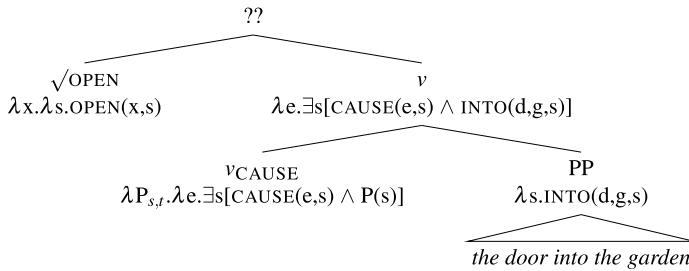 ??
√OPEN v
λx.λs.OPEN(x,s) λe.∃s[CAUSE(e,s) ∧ INTO(d,g,s)]
vCAUSE PP
λPs,t.λe.∃s[CAUSE(e,s) ∧ P(s)] λs.INTO(d,g,s)
the door into the garden